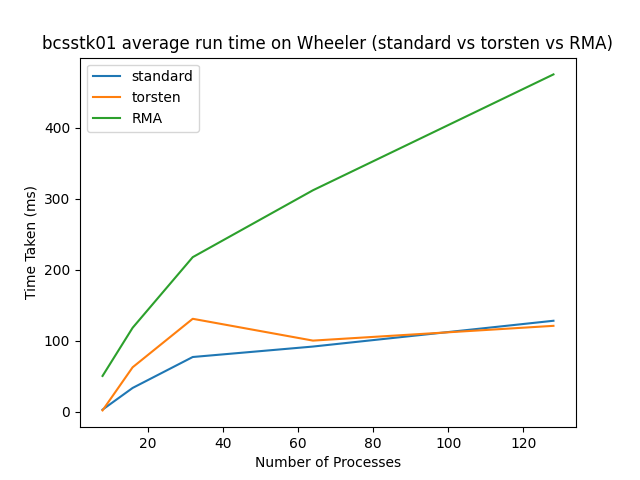 bcsstk01 average run time on Wheeler (standard vs torsten vs RMA)
standard
torsten
RMA
Time Taken (ms)
400
300
200
100
0
20 40 60 80 100 120
Number of Processes